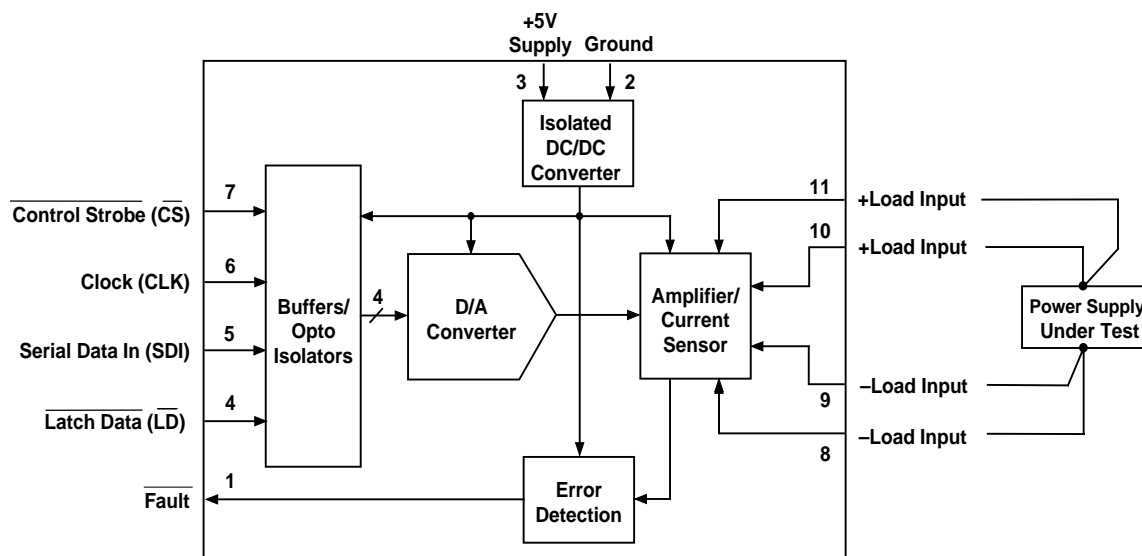 +5V
Supply
Ground
3
2
Isolated
DC/DC
Converter
7
Control Strobe (CS)
11
+Load Input
10
+Load Input
6
Clock (CLK)
Buffers/
Opto
Isolators
4
D/A
Converter
Amplifier/
Current
Sensor
Power Supply
Under Test
5
Serial Data In (SDI)
–Load Input
9
4
Latch Data (LD)
–Load Input
8
1
Fault
Error
Detection